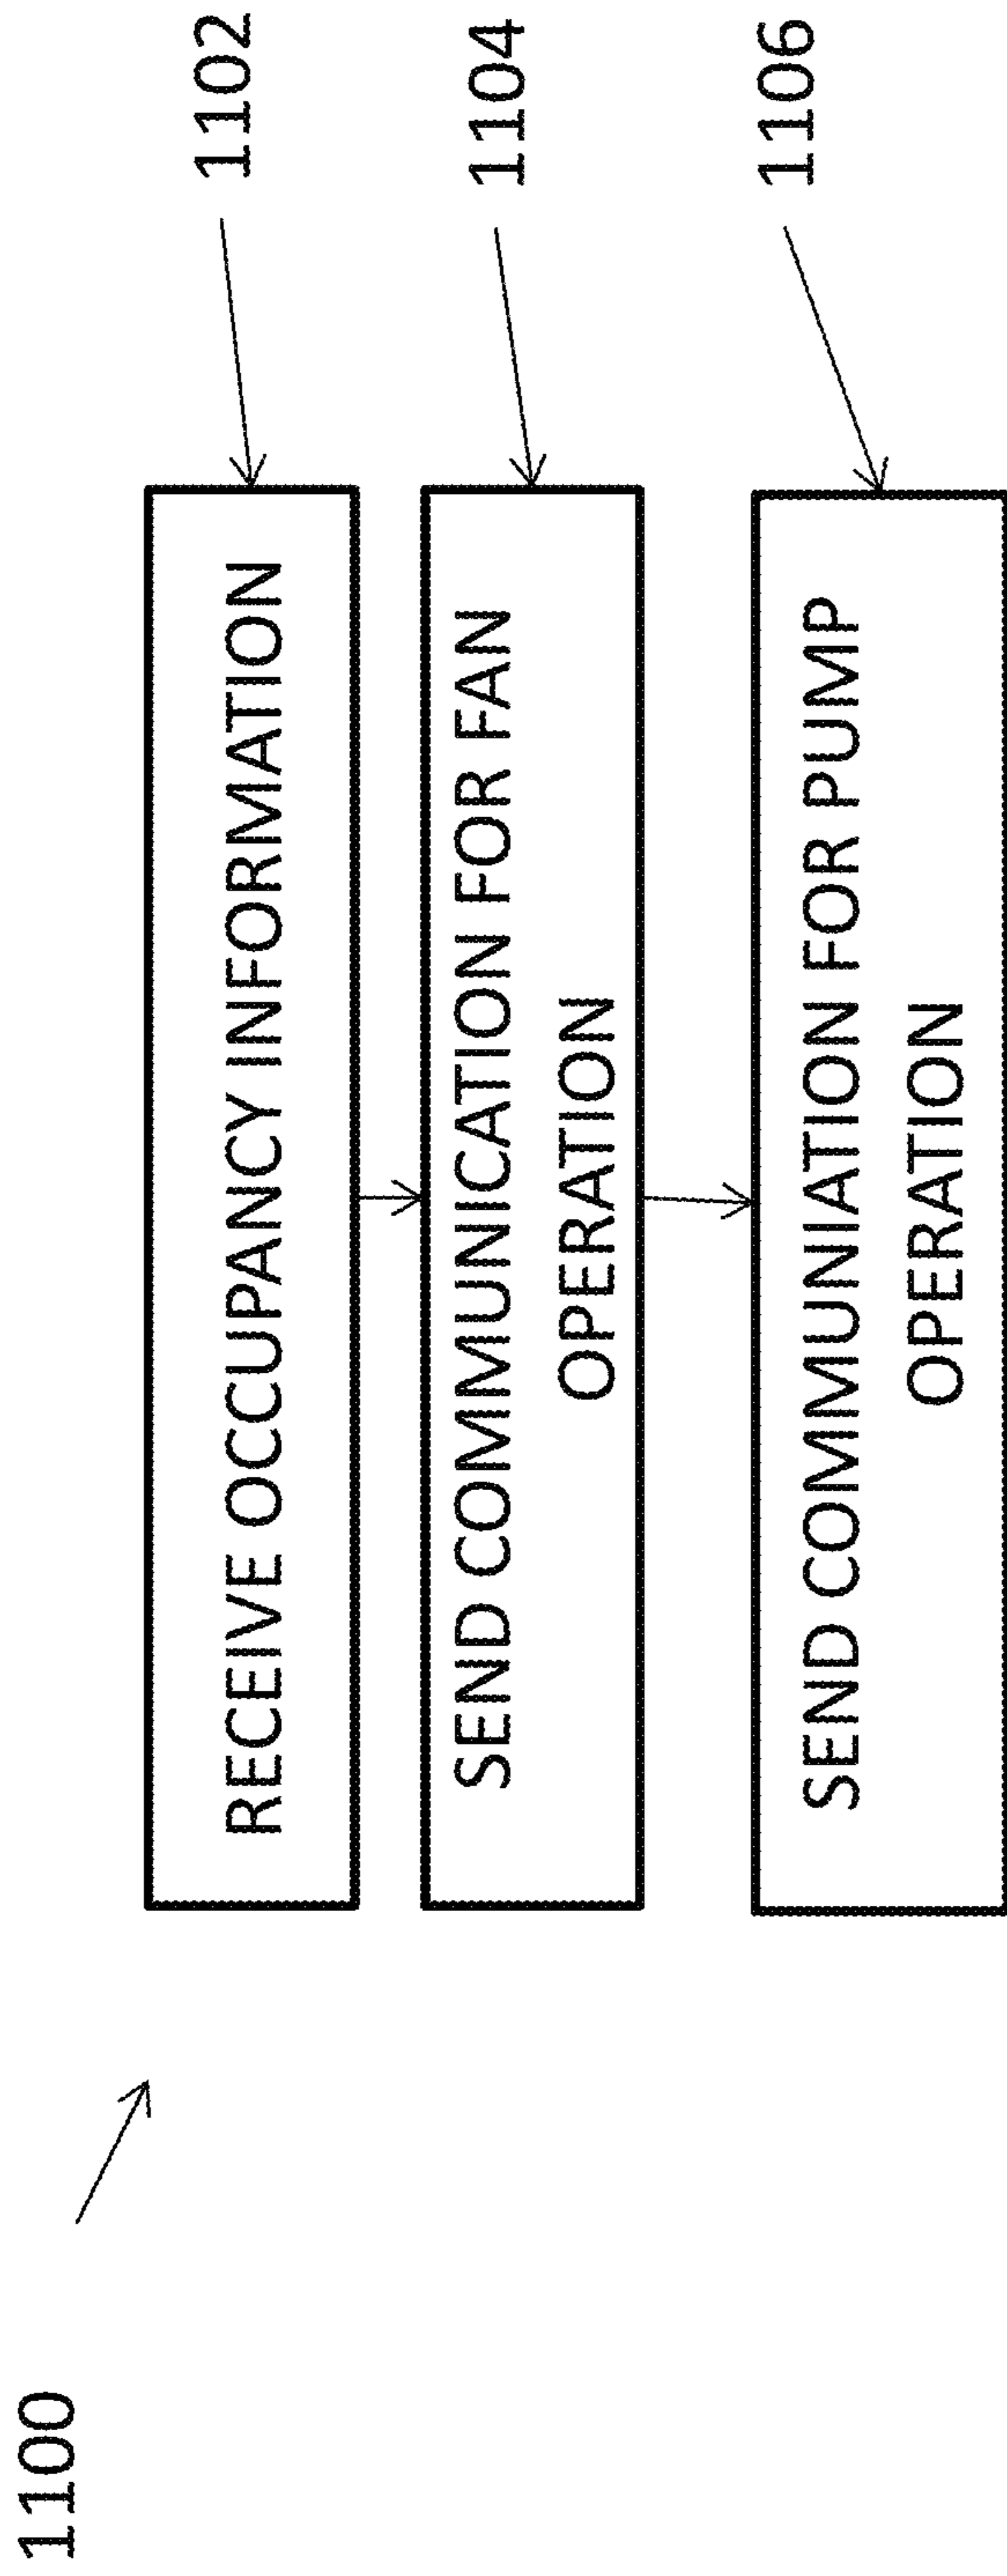 1100
RECEIVE OCCUPANCY INFORMATION
1102
SEND COMMUNICATION FOR FAN
OPERATION
1104
SEND COMMUNIATION FOR PUMP
OPERATION
1106